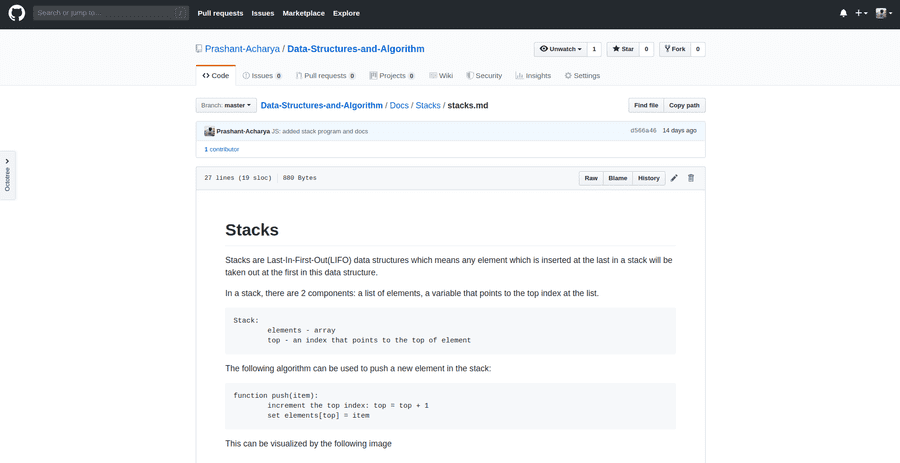 Search or jump to... /
Pull requests Issues Marketplace Explore
Prashant-Acharya / Data-Structures-and-Algorithm
Unwatch 1 Star 0 Fork 0
Code Issues 0 Pull requests 0 Projects 0 Wiki Security Insights Settings
Branch: master Data-Structures-and-Algorithm / Docs / Stacks / stacks.md Find file Copy path
Prashant-Acharya JS: added stack program and docs d566a46 14 days ago
1 contributor
Octotree
27 lines (19 sloc) 880 Bytes Raw Blame History
Stacks
Stacks are Last-In-First-Out(LIFO) data structures which means any element which is inserted at the last in a stack will be
taken out at the first in this data structure.
In a stack, there are 2 components: a list of elements, a variable that points to the top index at the list.
Stack:
elements - array
top - an index that points to the top of element
The following algorithm can be used to push a new element in the stack:
function push(item):
increment the top index: top = top + 1
set elements[top] = item
This can be visualized by the following image